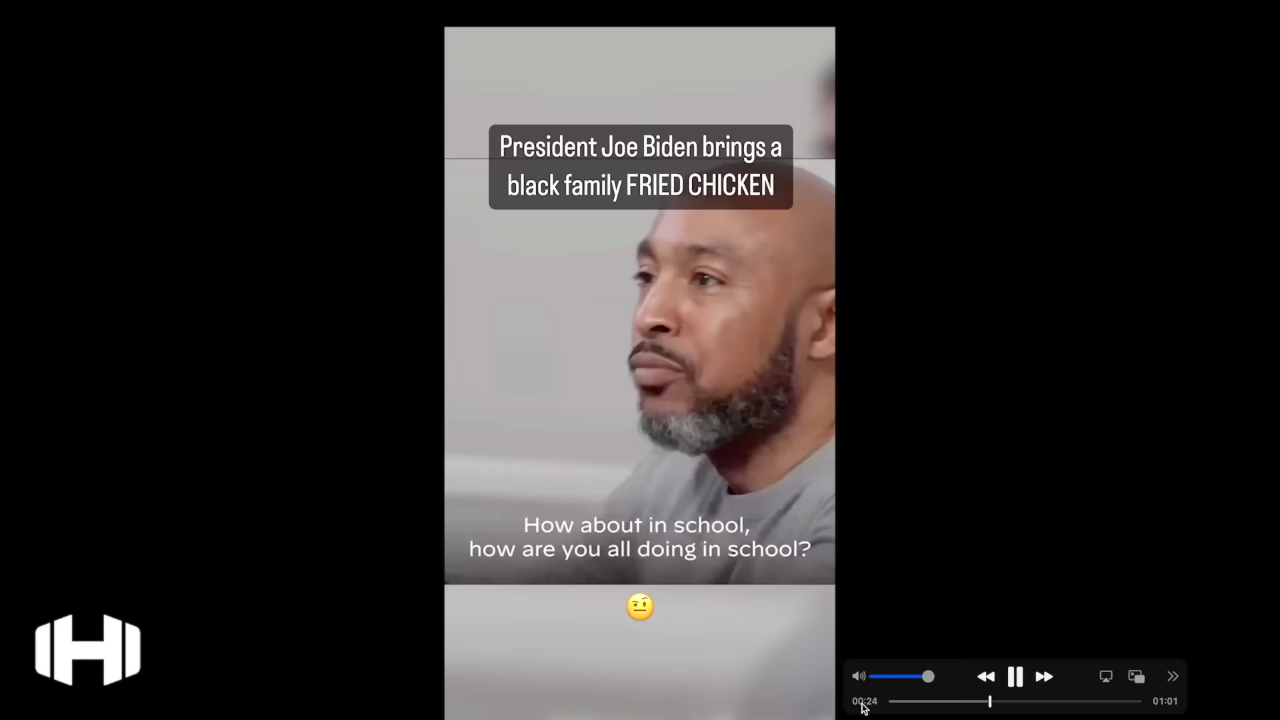 President Joe Biden brings a
black family FRIED CHICKEN
How about in school,
how are you all doing in school?
00:24
01:01